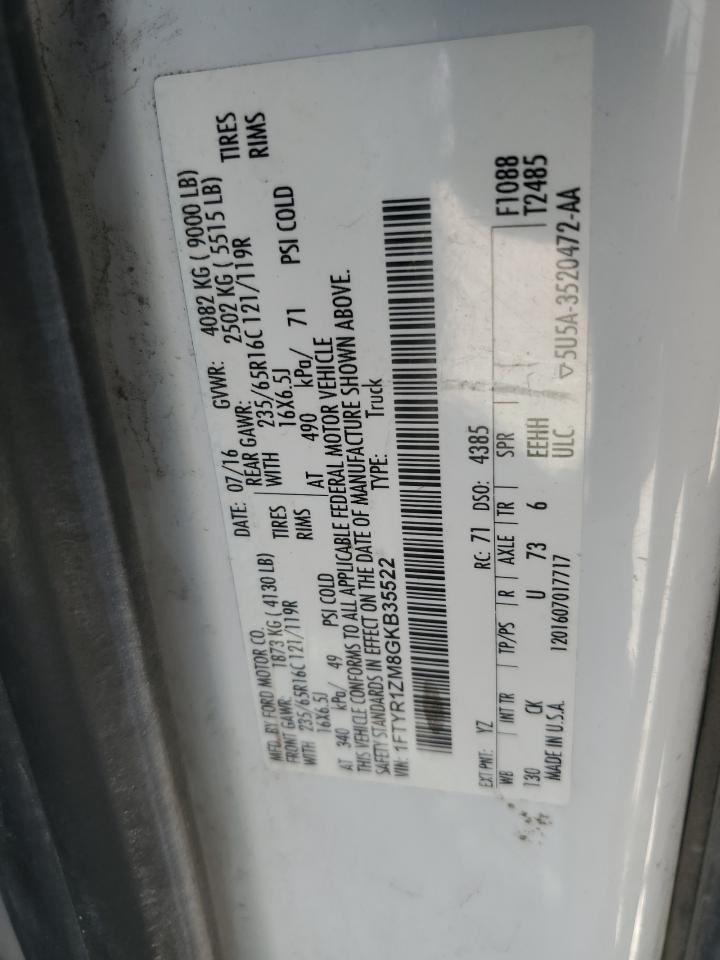 MFD. BY FORD MOTOR CO. DATE: 07/16 GVWR: 4082 KG ( 9000 LB)
FRONT GAWR: 1873 KG ( 4130 LB) REAR GAWR: 2502 KG ( 5515 LB)
WITH 235/65R16C 121/119R TIRES WITH 235/65R16C 121/119R TIRES
16X6.5J RIMS 16X6.5J RIMS
AT 340 kPa/ 49 PSI COLD AT 490 kPa/ 71 PSI COLD
THIS VEHICLE CONFORMS TO ALL APPLICABLE FEDERAL MOTOR VEHICLE
SAFETY STANDARDS IN EFFECT ON THE DATE OF MANUFACTURE SHOWN ABOVE.
VIN: 1FTYR1ZM8GKB35522 TYPE: Truck
EXT PNT: YZ RC: 71 DSO: 4385 F1088
WB INT TR TP/PS R AXLE TR SPR T2485
130 CK U 73 6 EEHH
MADE IN U.S.A. 1201607017717 ULC 5U5A-3520472-AA